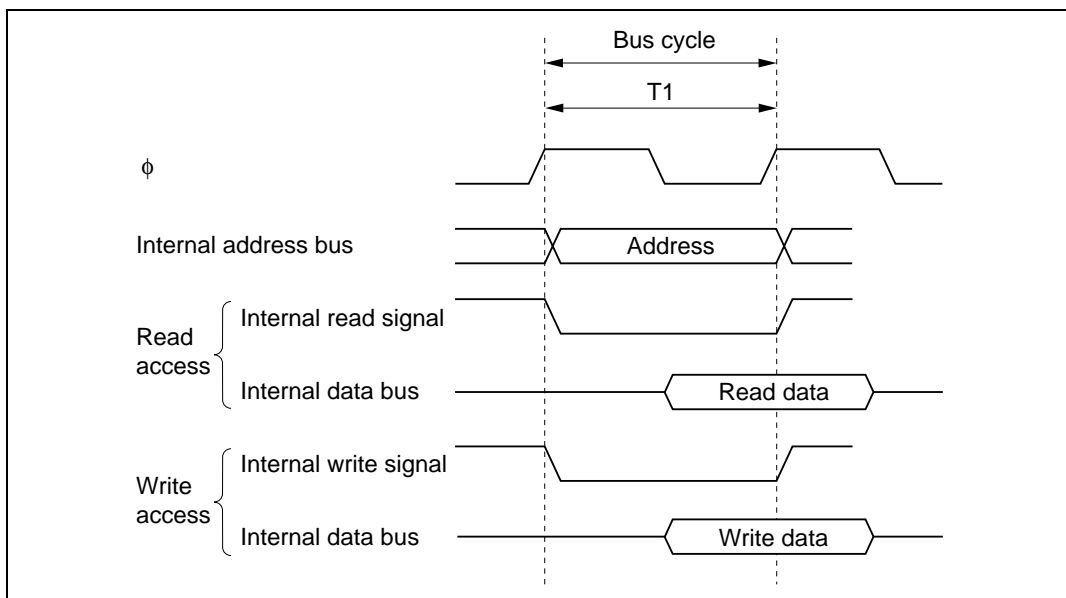 Bus cycle
T1
ϕ
Internal address bus
Address
Read
access
Internal read signal
Internal data bus
Read data
Write
access
Internal write signal
Internal data bus
Write data